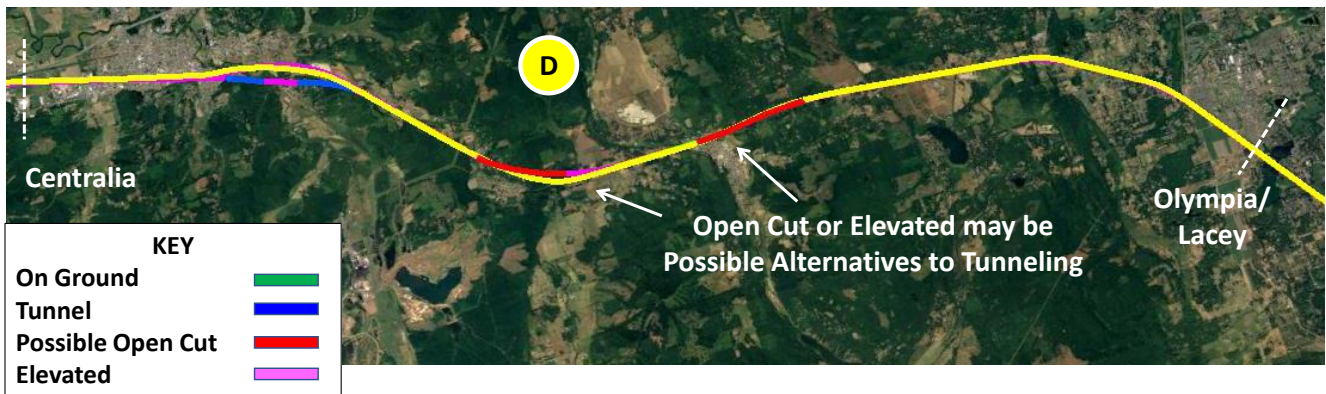 D
Centralia
Open Cut or Elevated may be
Possible Alternatives to Tunneling
Olympia/
Lacey
KEY
On Ground
Tunnel
Possible Open Cut
Elevated